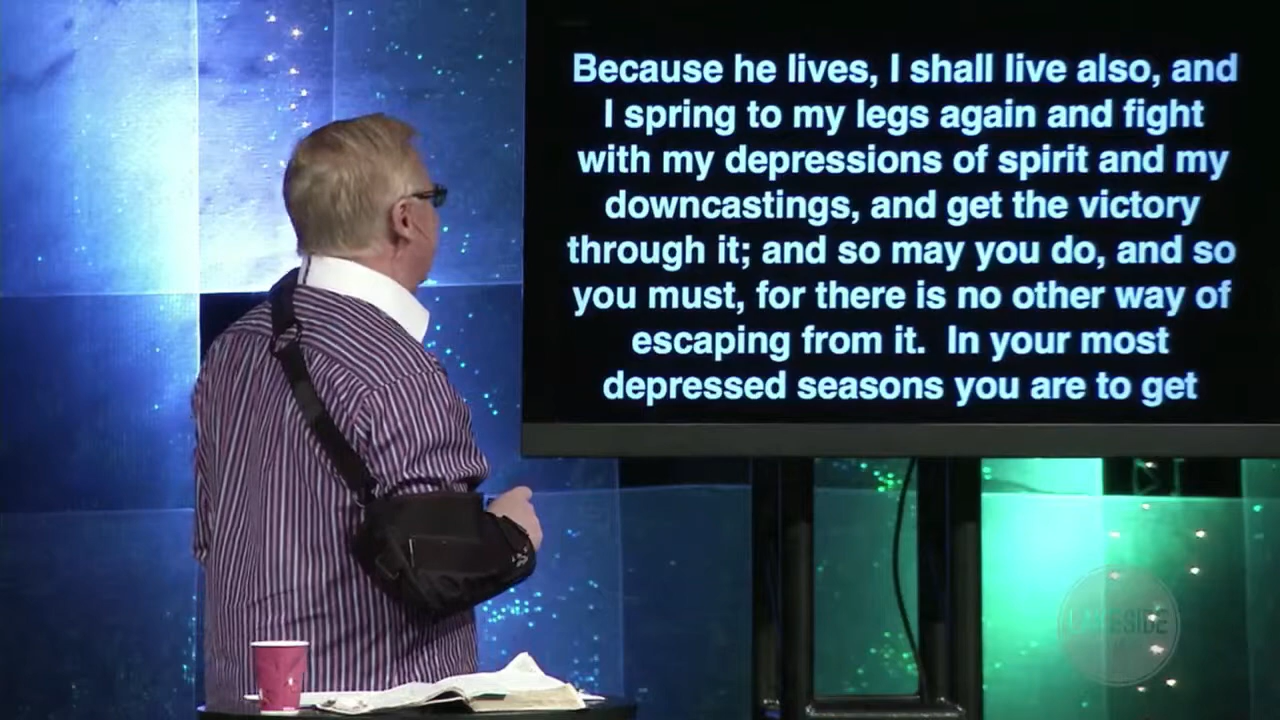 Because he lives, I shall live also, and
I spring to my legs again and fight
with my depressions of spirit and my
downcastings, and get the victory
through it; and so may you do, and so
you must, for there is no other way of
escaping from it.  In your most
depressed seasons you are to get
LAKESIDE